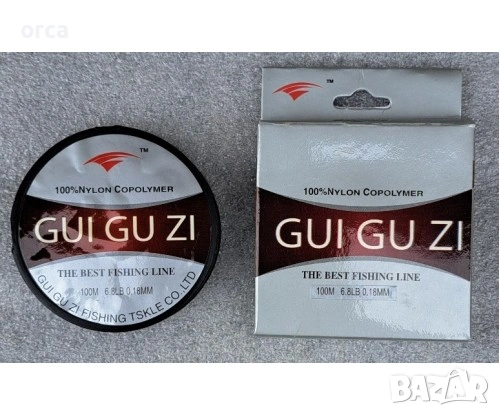 orca
TM
100%NYLON COPOLYMER
GUI GU ZI
THE BEST FISHING LINE
100M 6.8LB 0,18MM
GUI GU ZI FISHING TSKLE CO.,LTD
TM
100%NYLON COPOLYMER
GUI GU ZI
THE BEST FISHING LINE
100M 6.8LB 0,18MM
BAZAR